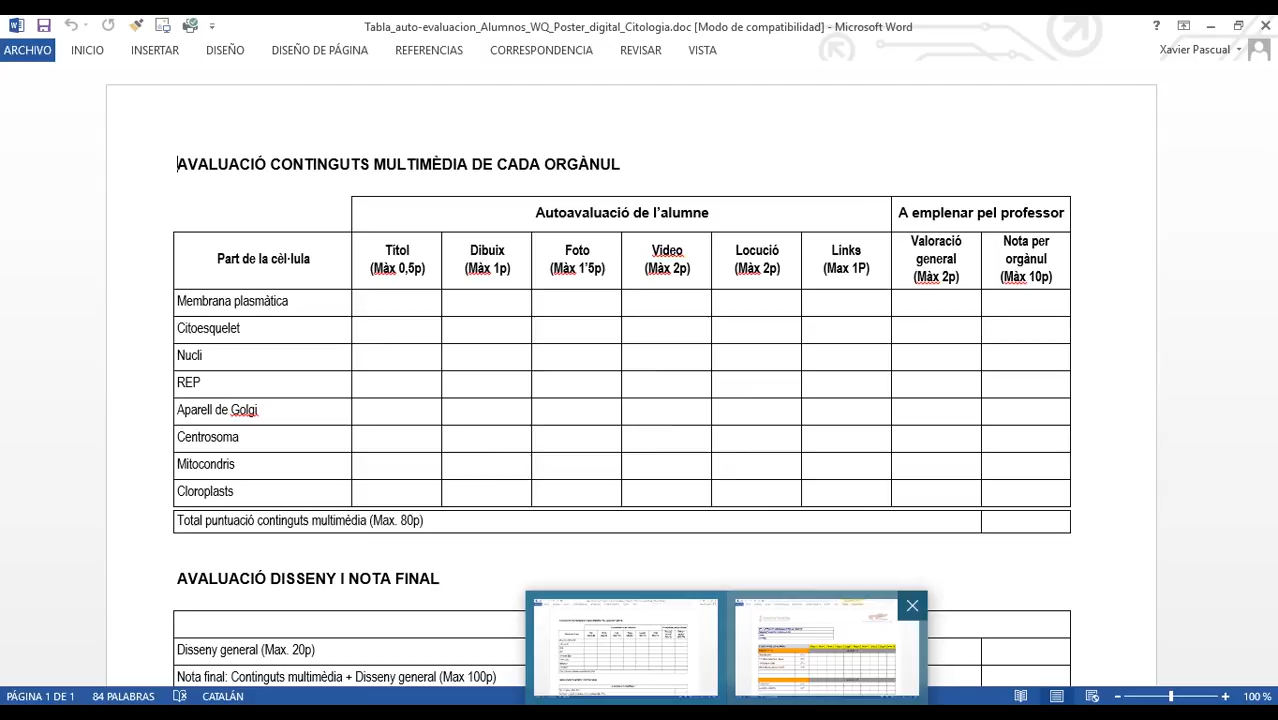 Tabla_auto-evaluacion_Alumnos_WQ_Poster_digital_Citologia.doc [Modo de compatibilidad] - Microsoft Word
ARCHIVO INICIO INSERTAR DISEÑO DISEÑO DE PÁGINA REFERENCIAS CORRESPONDENCIA REVISAR VISTA Xavier Pascual
AVALUACIÓ CONTINGUTS MULTIMÈDIA DE CADA ORGÀNUL
Autoavaluació de l'alumne A emplenar pel professor
Part de la cèl·lula
Títol
(Màx 0,5p)
Dibuix
(Màx 1p)
Foto
(Màx 1'5p)
Video
(Màx 2p)
Locució
(Màx 2p)
Links
(Max 1P)
Valoració
general
(Màx 2p)
Nota per
orgànul
(Màx 10p)
Membrana plasmàtica
Citoesquelet
Nucli
REP
Aparell de Golgi
Centrosoma
Mitocondris
Cloroplasts
Total puntuació continguts multimèdia (Max. 80p)
AVALUACIÓ DISSENY I NOTA FINAL
Disseny general (Max. 20p)
Nota final: Continguts multimèdia + Disseny general (Max 100p)
PÁGINA 1 DE 1 84 PALABRAS CATALÁN 100 %